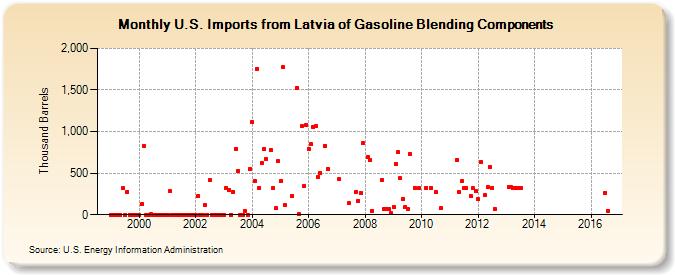 Monthly U.S. Imports from Latvia of Gasoline Blending Components
Thousand Barrels
2,000
1,500
1,000
500
0
2000 2002 2004 2006 2008 2010 2012 2014 2016
Source: U.S. Energy Information Administration